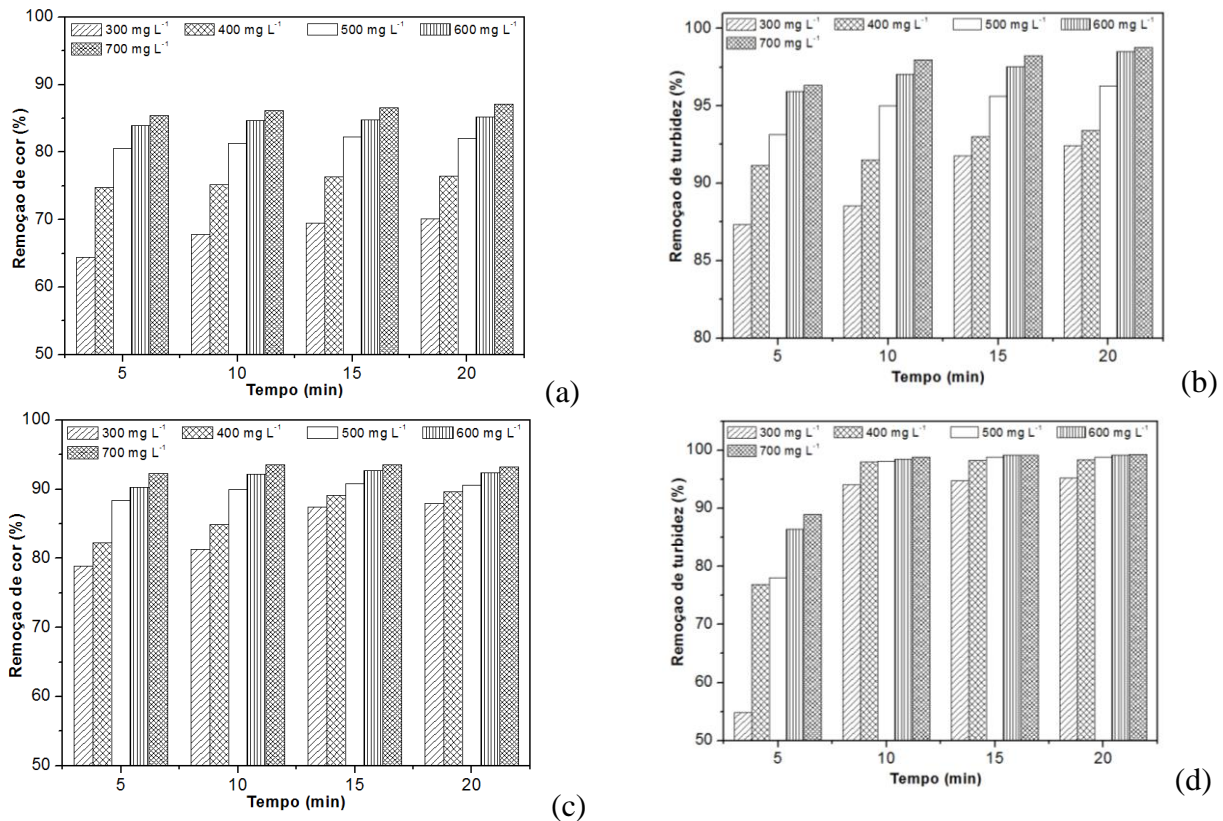 100
90
80
70
60
50
Remoçao de cor (%)
300 mg L⁻¹ 400 mg L⁻¹ 500 mg L⁻¹ 600 mg L⁻¹
700 mg L⁻¹
5 10 15 20
Tempo (min)
(a)
100
95
90
85
80
Remoçao de turbidez (%)
300 mg L⁻¹ 400 mg L⁻¹ 500 mg L⁻¹ 600 mg L⁻¹
700 mg L⁻¹
5 10 15 20
Tempo (min)
(b)
100
90
80
70
60
50
Remoçao de cor (%)
300 mg L⁻¹ 400 mg L⁻¹ 500 mg L⁻¹ 600 mg L⁻¹
700 mg L⁻¹
5 10 15 20
Tempo (min)
(c)
100
90
80
70
60
50
Remoçao de turbidez (%)
300 mg L⁻¹ 400 mg L⁻¹ 500 mg L⁻¹ 600 mg L⁻¹
700 mg L⁻¹
5 10 15 20
Tempo (min)
(d)